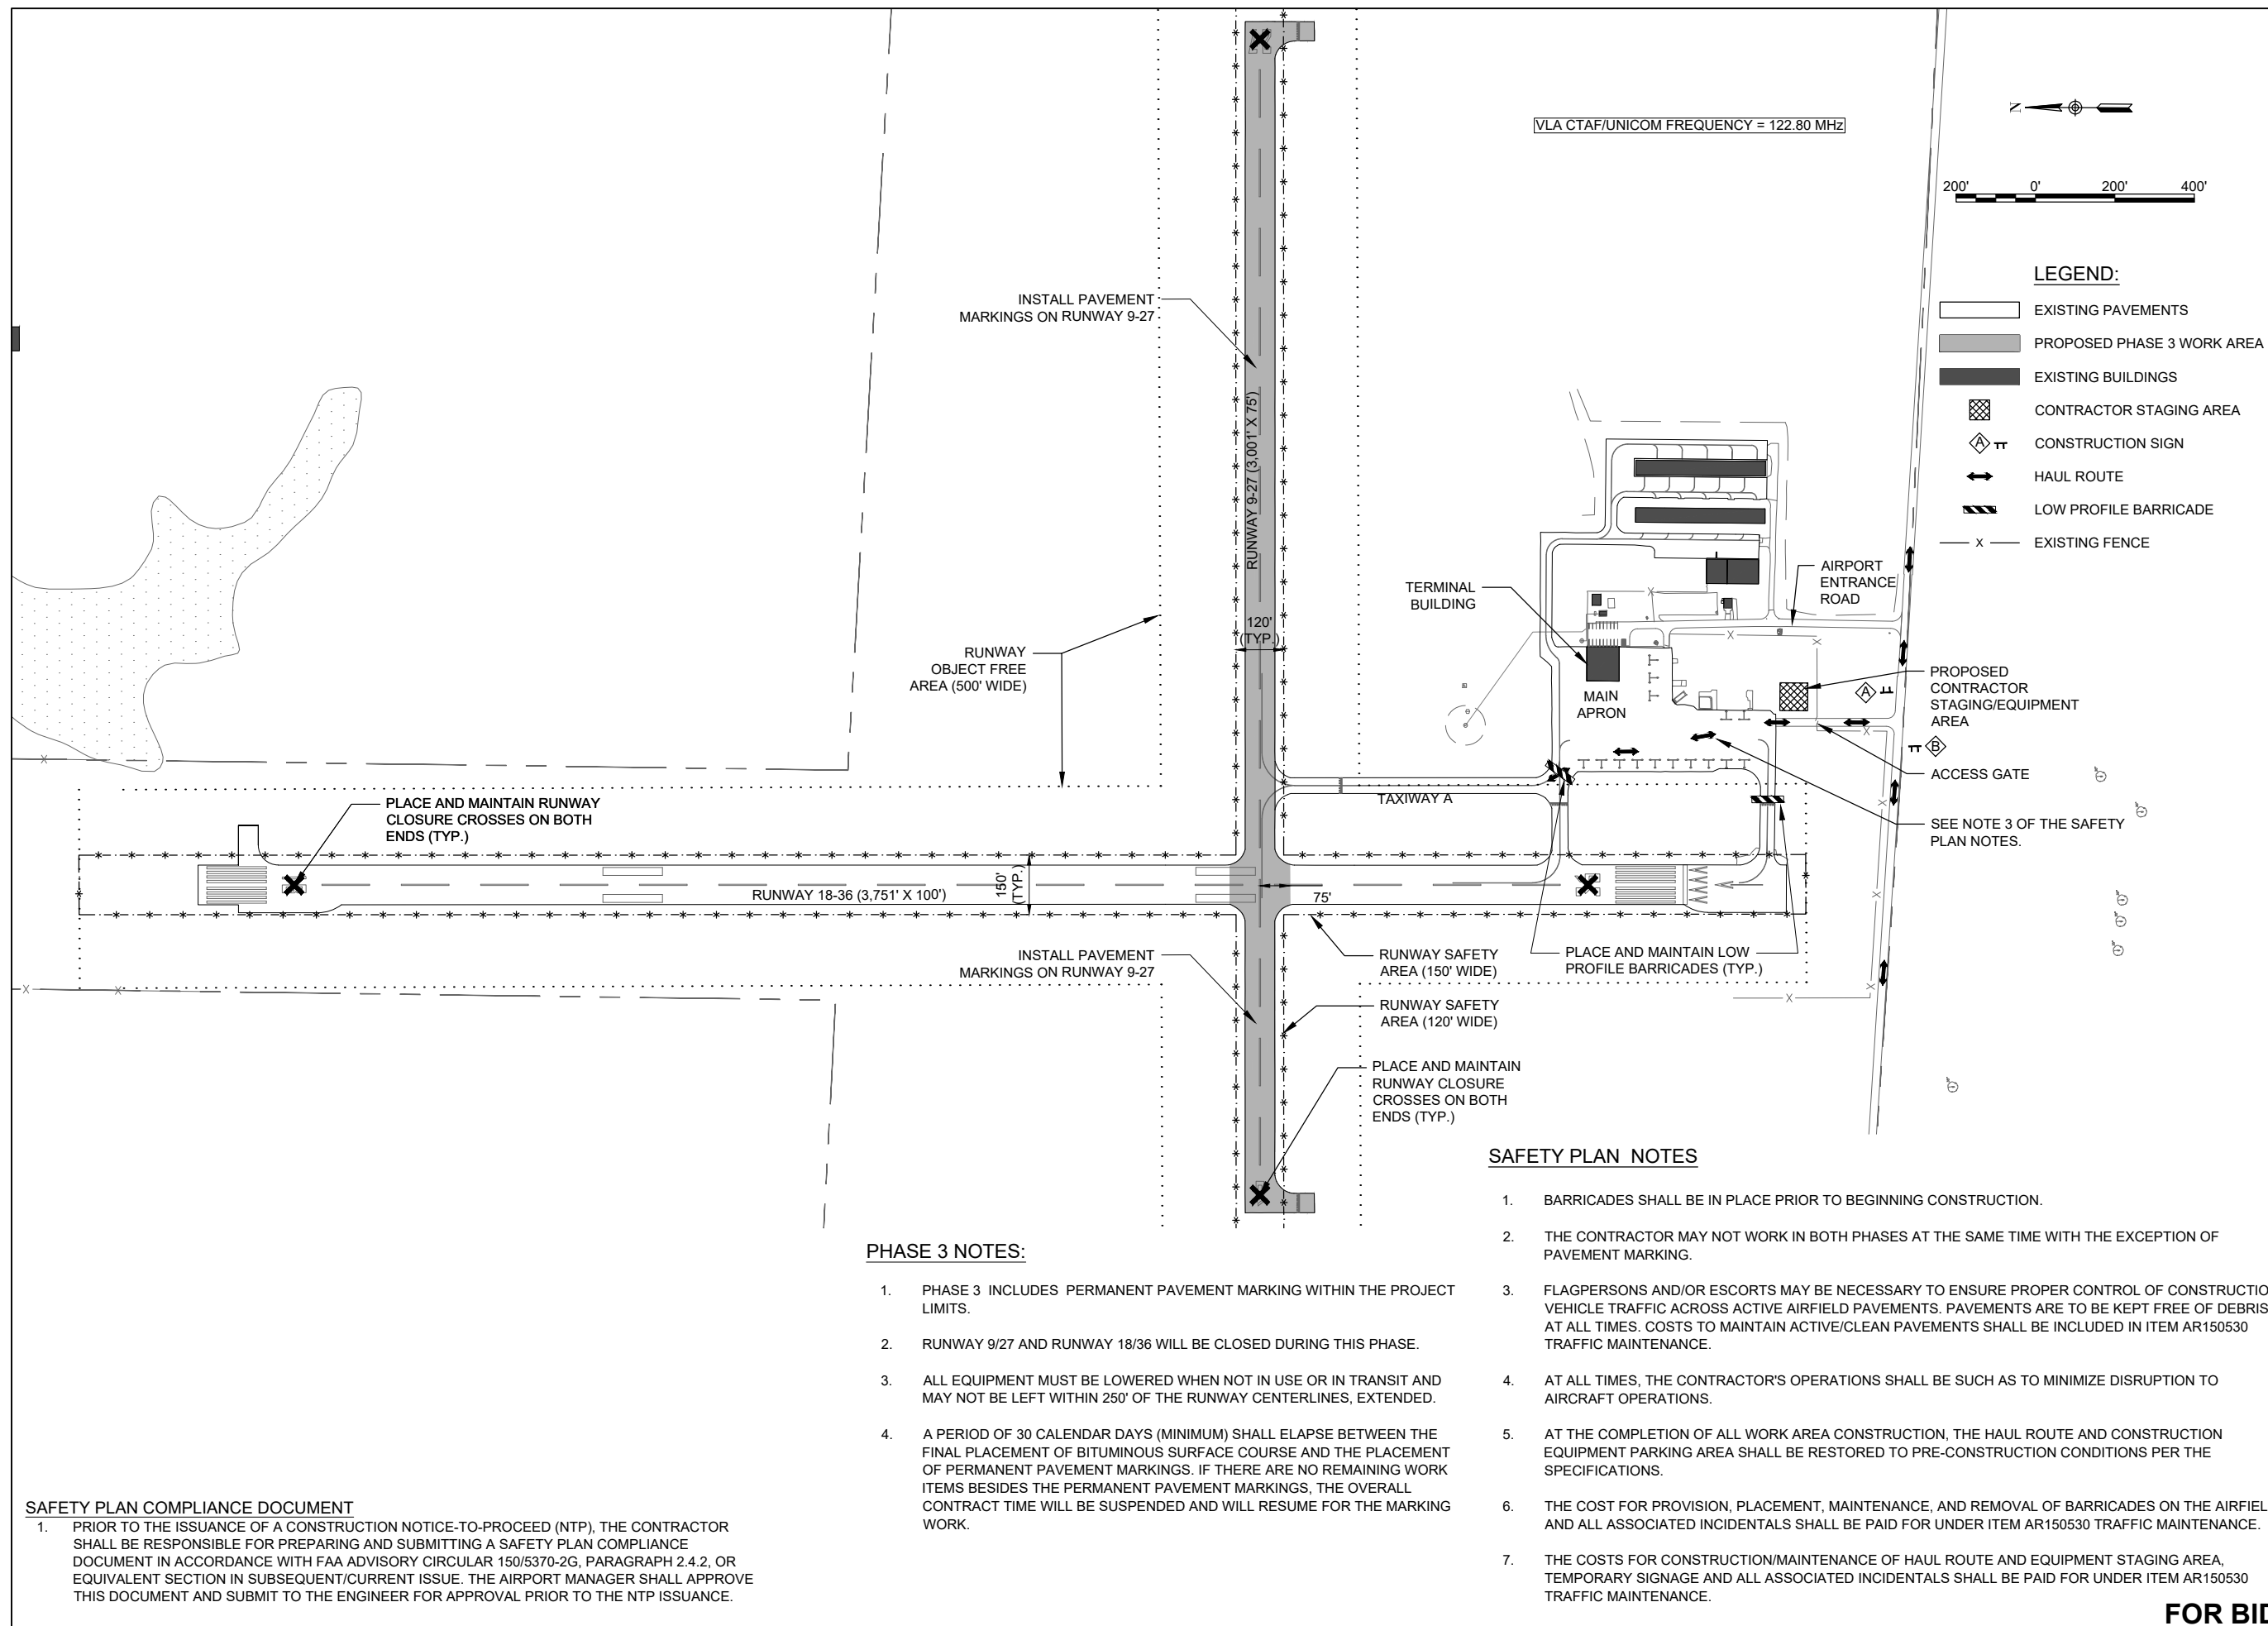 VLA CTAF/UNICOM FREQUENCY = 122.80 MHz
N
200' 0' 200' 400'
LEGEND:
EXISTING PAVEMENTS
PROPOSED PHASE 3 WORK AREA
EXISTING BUILDINGS
CONTRACTOR STAGING AREA
A CONSTRUCTION SIGN
HAUL ROUTE
LOW PROFILE BARRICADE
X EXISTING FENCE
INSTALL PAVEMENT
MARKINGS ON RUNWAY 9-27
RUNWAY 9-27 (3,001' X 75')
120'
(TYP.)
RUNWAY
OBJECT FREE
AREA (500' WIDE)
TERMINAL
BUILDING
MAIN
APRON
AIRPORT
ENTRANCE
ROAD
PROPOSED
CONTRACTOR
STAGING/EQUIPMENT
AREA
A
B
ACCESS GATE
SEE NOTE 3 OF THE SAFETY
PLAN NOTES.
TAXIWAY A
PLACE AND MAINTAIN RUNWAY
CLOSURE CROSSES ON BOTH
ENDS (TYP.)
RUNWAY 18-36 (3,751' X 100')
150'
(TYP.)
75'
INSTALL PAVEMENT
MARKINGS ON RUNWAY 9-27
RUNWAY SAFETY
AREA (150' WIDE)
PLACE AND MAINTAIN LOW
PROFILE BARRICADES (TYP.)
RUNWAY SAFETY
AREA (120' WIDE)
PLACE AND MAINTAIN
RUNWAY CLOSURE
CROSSES ON BOTH
ENDS (TYP.)
PHASE 3 NOTES:
1. PHASE 3 INCLUDES PERMANENT PAVEMENT MARKING WITHIN THE PROJECT
LIMITS.
2. RUNWAY 9/27 AND RUNWAY 18/36 WILL BE CLOSED DURING THIS PHASE.
3. ALL EQUIPMENT MUST BE LOWERED WHEN NOT IN USE OR IN TRANSIT AND
MAY NOT BE LEFT WITHIN 250' OF THE RUNWAY CENTERLINES, EXTENDED.
4. A PERIOD OF 30 CALENDAR DAYS (MINIMUM) SHALL ELAPSE BETWEEN THE
FINAL PLACEMENT OF BITUMINOUS SURFACE COURSE AND THE PLACEMENT
OF PERMANENT PAVEMENT MARKINGS. IF THERE ARE NO REMAINING WORK
ITEMS BESIDES THE PERMANENT PAVEMENT MARKINGS, THE OVERALL
CONTRACT TIME WILL BE SUSPENDED AND WILL RESUME FOR THE MARKING
WORK.
SAFETY PLAN NOTES
1. BARRICADES SHALL BE IN PLACE PRIOR TO BEGINNING CONSTRUCTION.
2. THE CONTRACTOR MAY NOT WORK IN BOTH PHASES AT THE SAME TIME WITH THE EXCEPTION OF
PAVEMENT MARKING.
3. FLAGPERSONS AND/OR ESCORTS MAY BE NECESSARY TO ENSURE PROPER CONTROL OF CONSTRUCTIO
VEHICLE TRAFFIC ACROSS ACTIVE AIRFIELD PAVEMENTS. PAVEMENTS ARE TO BE KEPT FREE OF DEBRIS
AT ALL TIMES. COSTS TO MAINTAIN ACTIVE/CLEAN PAVEMENTS SHALL BE INCLUDED IN ITEM AR150530
TRAFFIC MAINTENANCE.
4. AT ALL TIMES, THE CONTRACTOR'S OPERATIONS SHALL BE SUCH AS TO MINIMIZE DISRUPTION TO
AIRCRAFT OPERATIONS.
5. AT THE COMPLETION OF ALL WORK AREA CONSTRUCTION, THE HAUL ROUTE AND CONSTRUCTION
EQUIPMENT PARKING AREA SHALL BE RESTORED TO PRE-CONSTRUCTION CONDITIONS PER THE
SPECIFICATIONS.
6. THE COST FOR PROVISION, PLACEMENT, MAINTENANCE, AND REMOVAL OF BARRICADES ON THE AIRFIEL
AND ALL ASSOCIATED INCIDENTALS SHALL BE PAID FOR UNDER ITEM AR150530 TRAFFIC MAINTENANCE.
7. THE COSTS FOR CONSTRUCTION/MAINTENANCE OF HAUL ROUTE AND EQUIPMENT STAGING AREA,
TEMPORARY SIGNAGE AND ALL ASSOCIATED INCIDENTALS SHALL BE PAID FOR UNDER ITEM AR150530
TRAFFIC MAINTENANCE.
SAFETY PLAN COMPLIANCE DOCUMENT
1. PRIOR TO THE ISSUANCE OF A CONSTRUCTION NOTICE-TO-PROCEED (NTP), THE CONTRACTOR
SHALL BE RESPONSIBLE FOR PREPARING AND SUBMITTING A SAFETY PLAN COMPLIANCE
DOCUMENT IN ACCORDANCE WITH FAA ADVISORY CIRCULAR 150/5370-2G, PARAGRAPH 2.4.2, OR
EQUIVALENT SECTION IN SUBSEQUENT/CURRENT ISSUE. THE AIRPORT MANAGER SHALL APPROVE
THIS DOCUMENT AND SUBMIT TO THE ENGINEER FOR APPROVAL PRIOR TO THE NTP ISSUANCE.
FOR BID